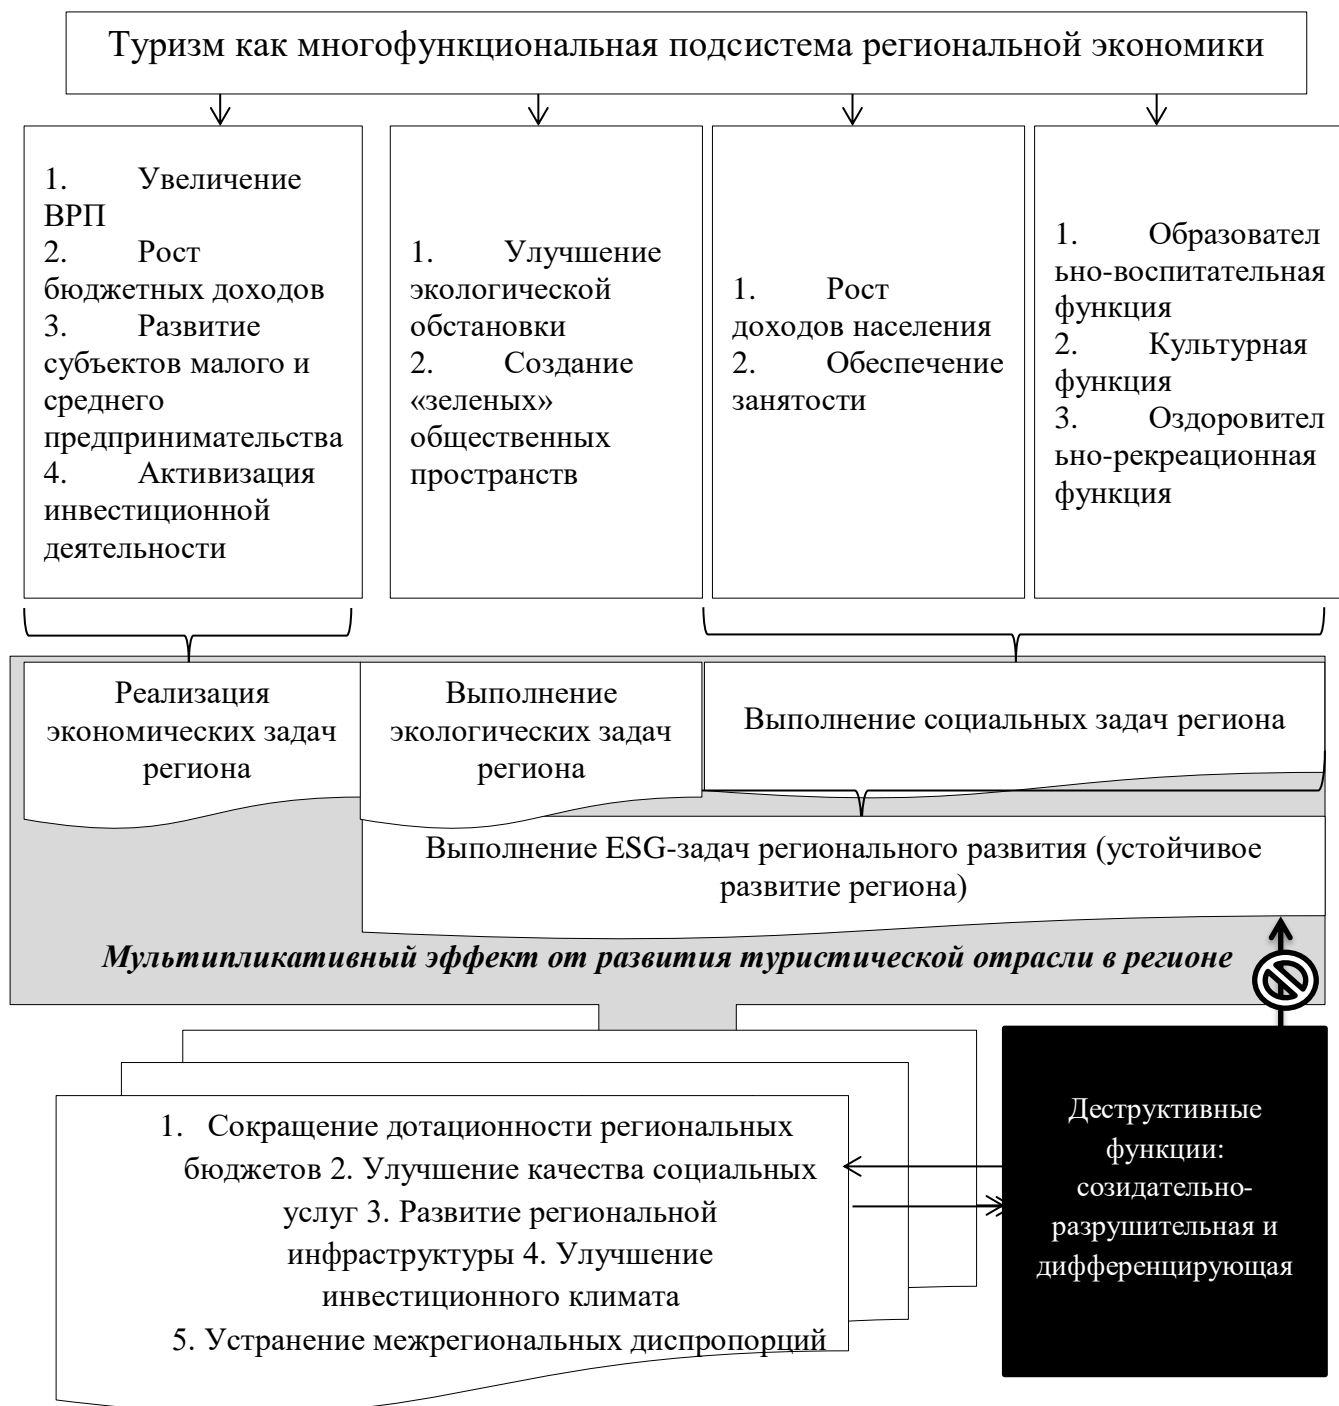 Туризм как многофункциональная подсистема региональной экономики
1. Увеличение
ВРП
2. Рост
бюджетных доходов
3. Развитие
субъектов малого и
среднего
предпринимательства
4. Активизация
инвестиционной
деятельности
1. Улучшение
экологической
обстановки
2. Создание
«зеленых»
общественных
пространств
1. Рост
доходов населения
2. Обеспечение
занятости
1. Образовател
ьно-воспитательная
функция
2. Культурная
функция
3. Оздоровител
ьно-рекреационная
функция
Реализация
экономических задач
региона
Выполнение
экологических задач
региона
Выполнение социальных задач региона
Выполнение ESG-задач регионального развития (устойчивое
развитие региона)
Мультипликативный эффект от развития туристической отрасли в регионе
1. Сокращение дотационности региональных
бюджетов 2. Улучшение качества социальных
услуг 3. Развитие региональной
инфраструктуры 4. Улучшение
инвестиционного климата
5. Устранение межрегиональных диспропорций
Деструктивные
функции:
созидательно-
разрушительная и
дифференцирующая